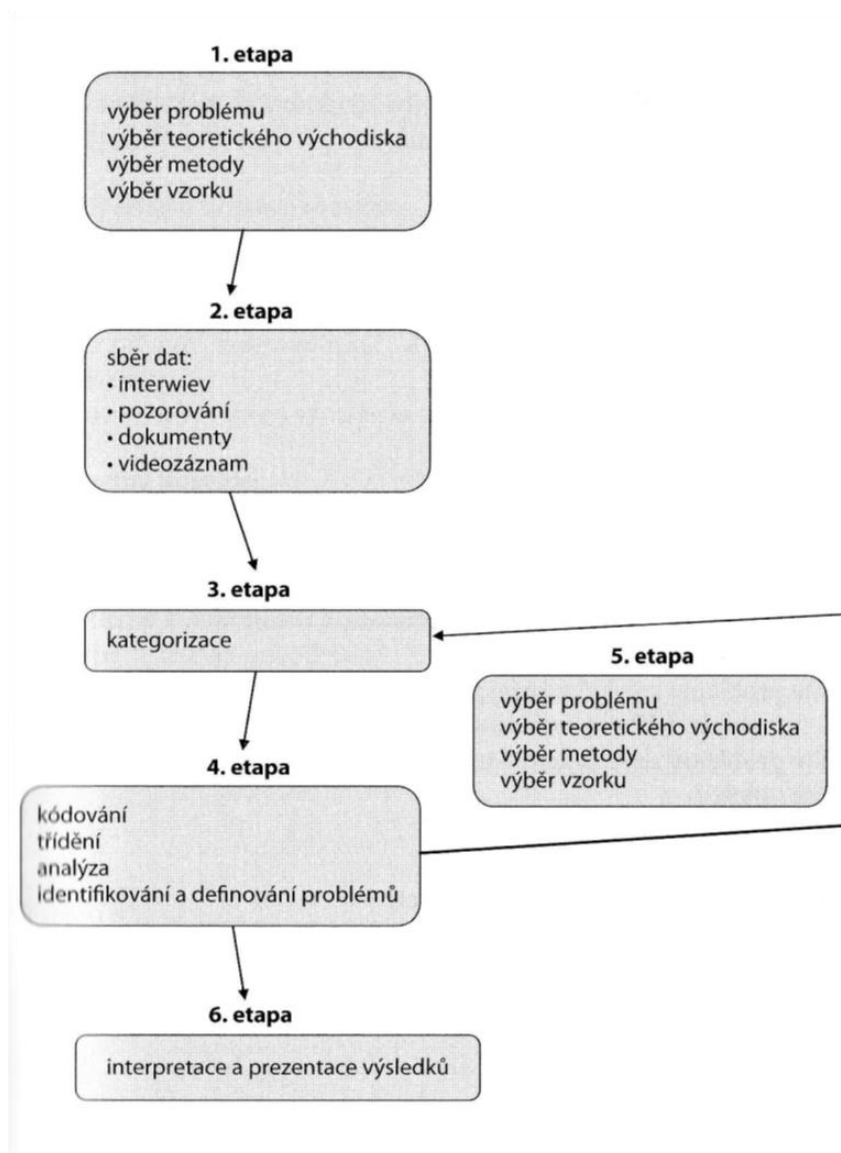 1. etapa
výběr problému
výběr teoretického východiska
výběr metody
výběr vzorku
2. etapa
sběr dat:
• interwiev
• pozorování
• dokumenty
• videozáznam
3. etapa
kategorizace
4. etapa
kódování
třídění
analýza
identifikování a definování problémů
5. etapa
výběr problému
výběr teoretického východiska
výběr metody
výběr vzorku
6. etapa
interpretace a prezentace výsledků